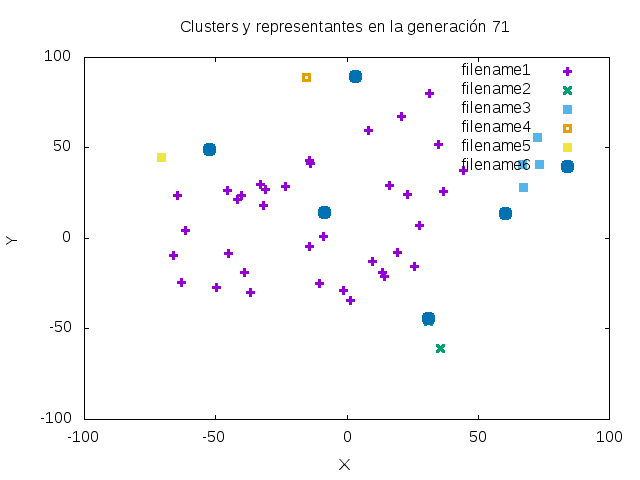 Clusters y representantes en la generación 71
100
50
0
-50
-100
-100
-50
0
50
100
Y
X
filename1
filename2
filename3
filename4
filename5
filename6